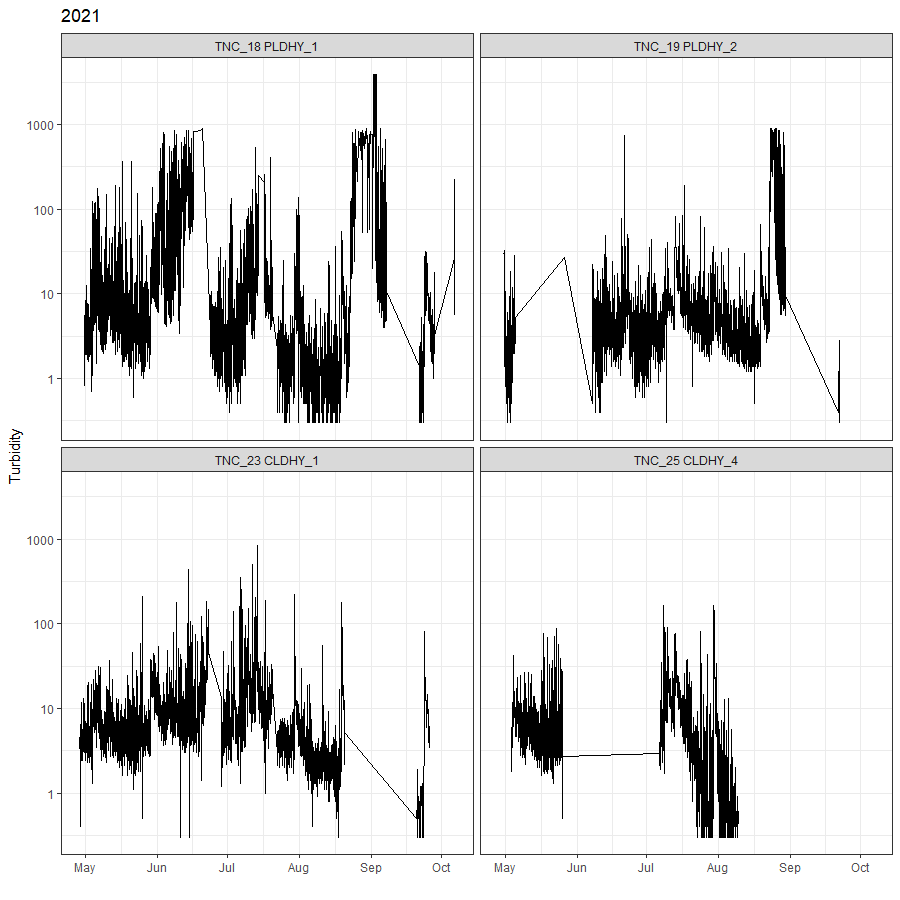 2021
TNC_18 PLDHY_1
TNC_19 PLDHY_2
1000
100
10
1
Turbidity
TNC_23 CLDHY_1
TNC_25 CLDHY_4
1000
100
10
1
May Jun Jul Aug Sep Oct
May Jun Jul Aug Sep Oct